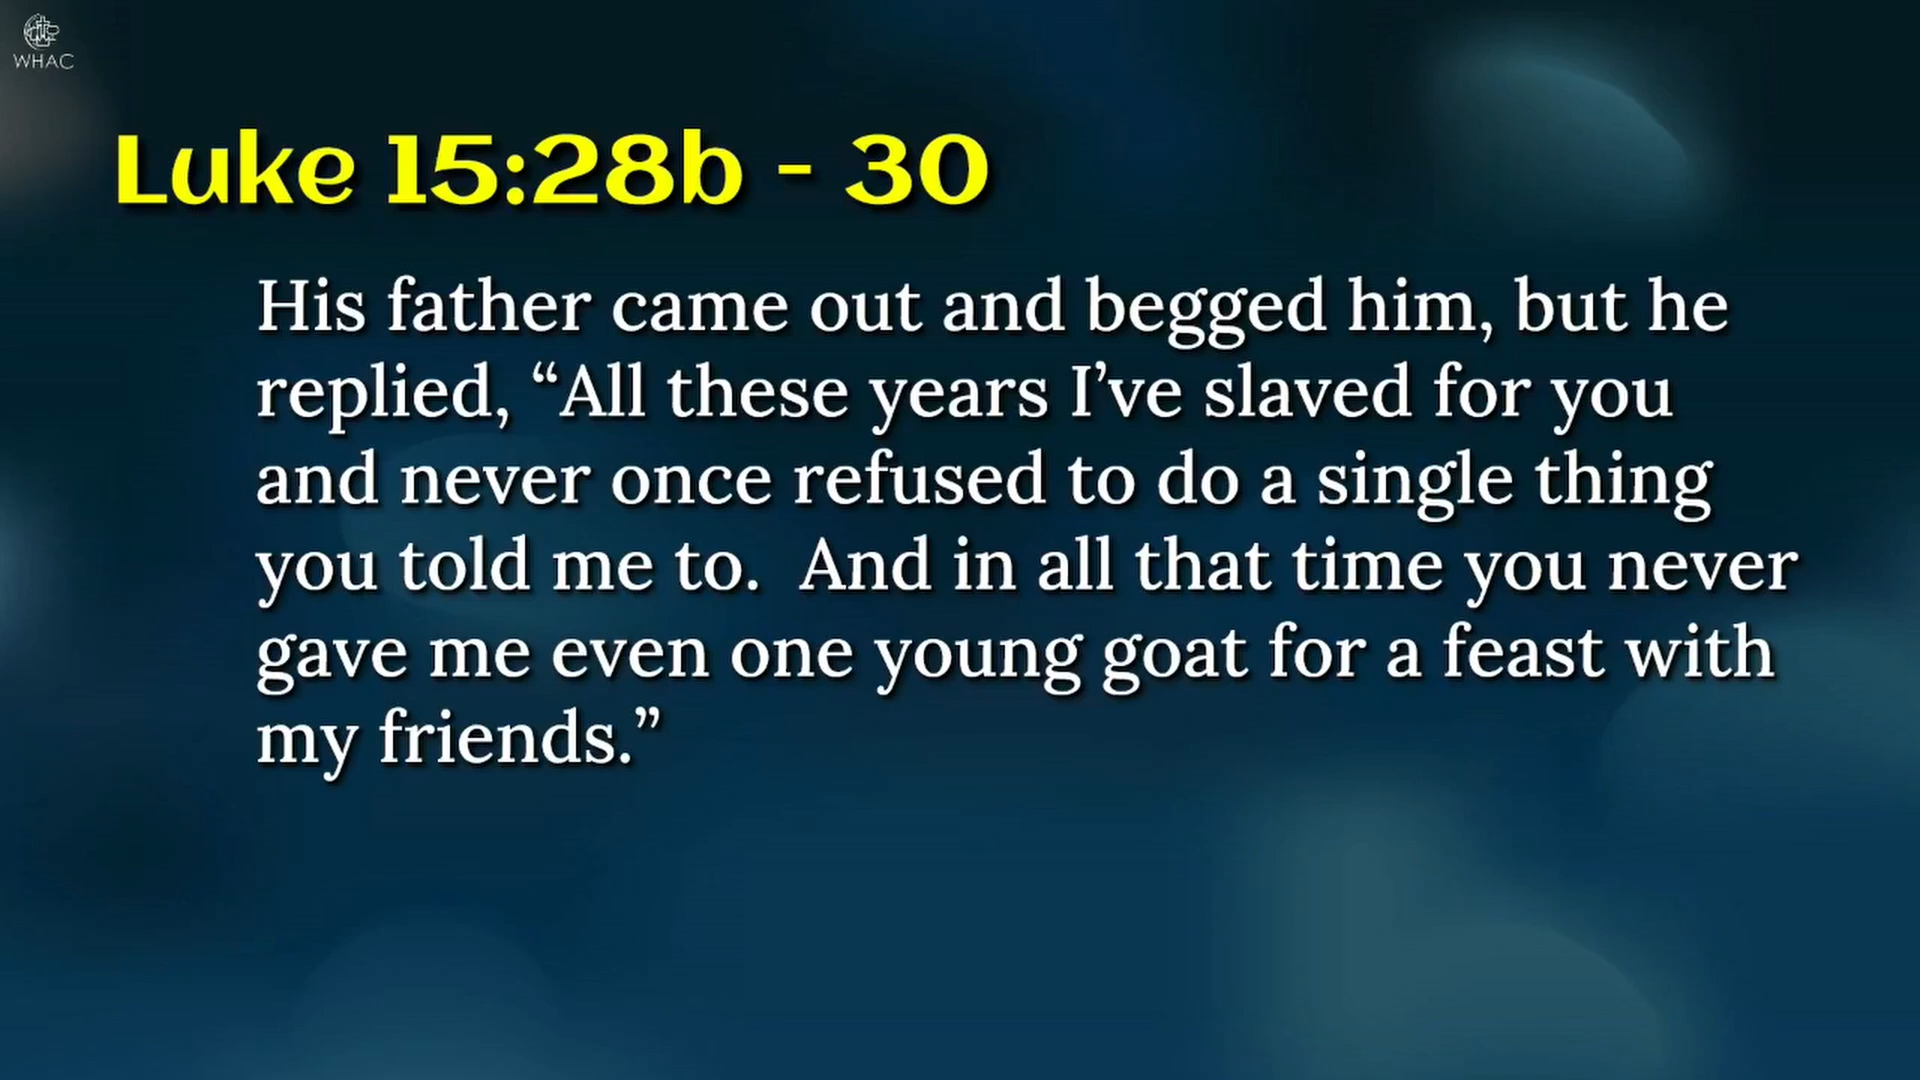 WHAC
Luke 15:28b - 30
His father came out and begged him, but he
replied, “All these years I’ve slaved for you
and never once refused to do a single thing
you told me to.  And in all that time you never
gave me even one young goat for a feast with
my friends.”